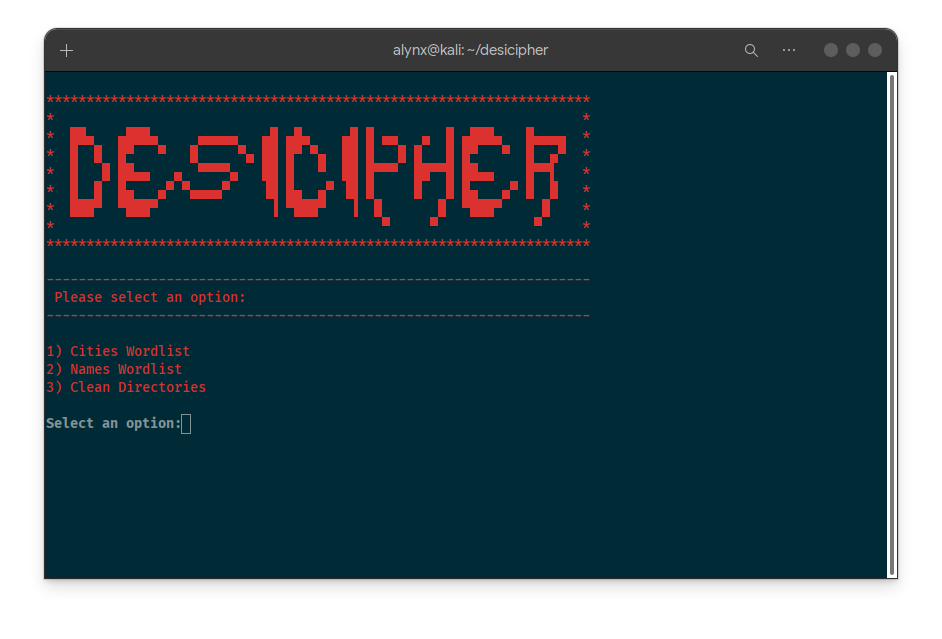 alynx@kali: ~/desicipher
DESICIPHER
Please select an option:
1) Cities Wordlist
2) Names Wordlist
3) Clean Directories
Select an option: